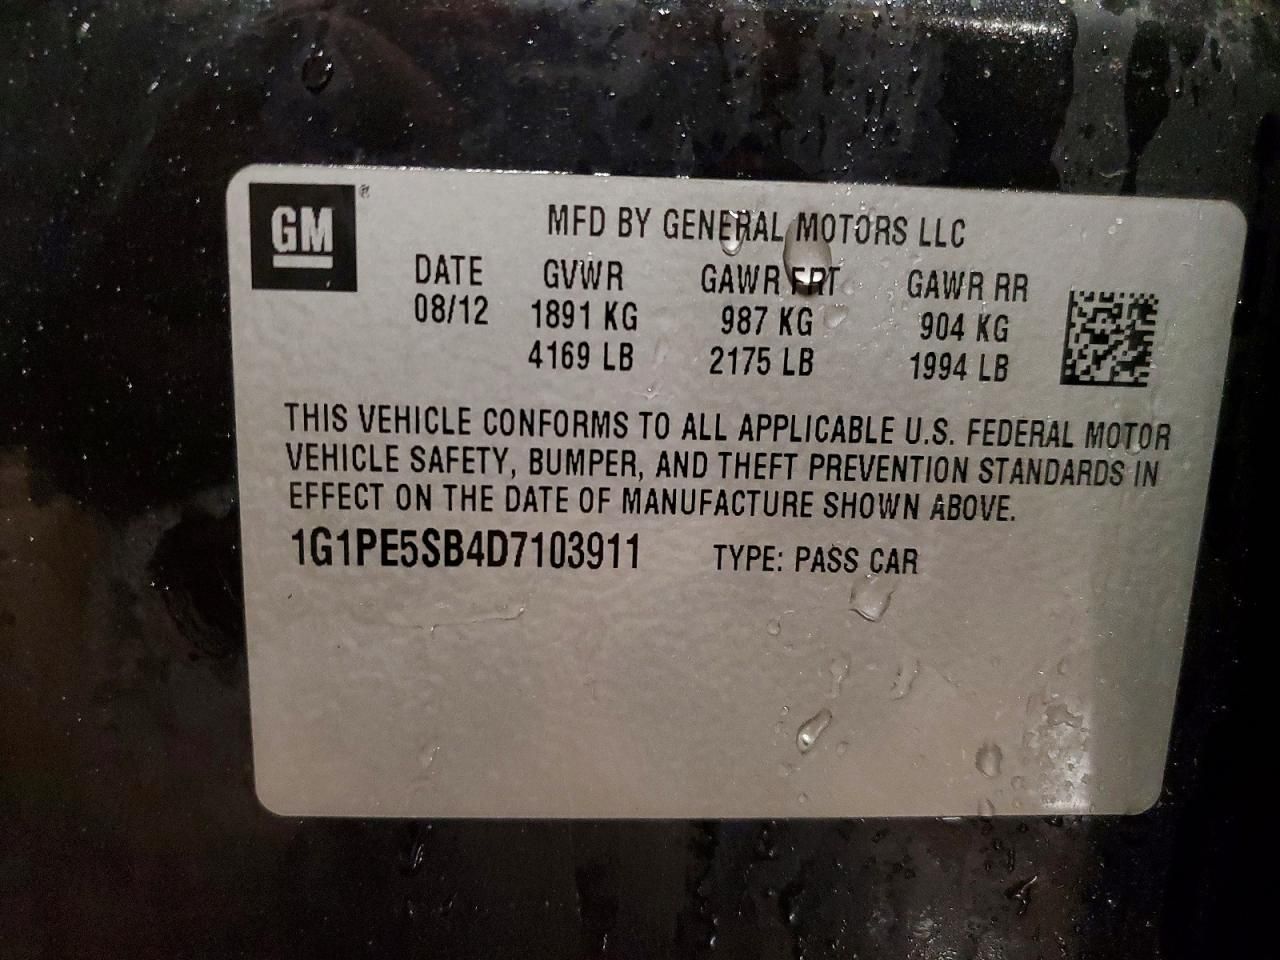 GM ®
MFD BY GENERAL MOTORS LLC
DATE GVWR GAWR FRT GAWR RR
08/12 1891 KG 987 KG 904 KG
4169 LB 2175 LB 1994 LB
THIS VEHICLE CONFORMS TO ALL APPLICABLE U.S. FEDERAL MOTOR
VEHICLE SAFETY, BUMPER, AND THEFT PREVENTION STANDARDS IN
EFFECT ON THE DATE OF MANUFACTURE SHOWN ABOVE.
1G1PE5SB4D7103911 TYPE: PASS CAR